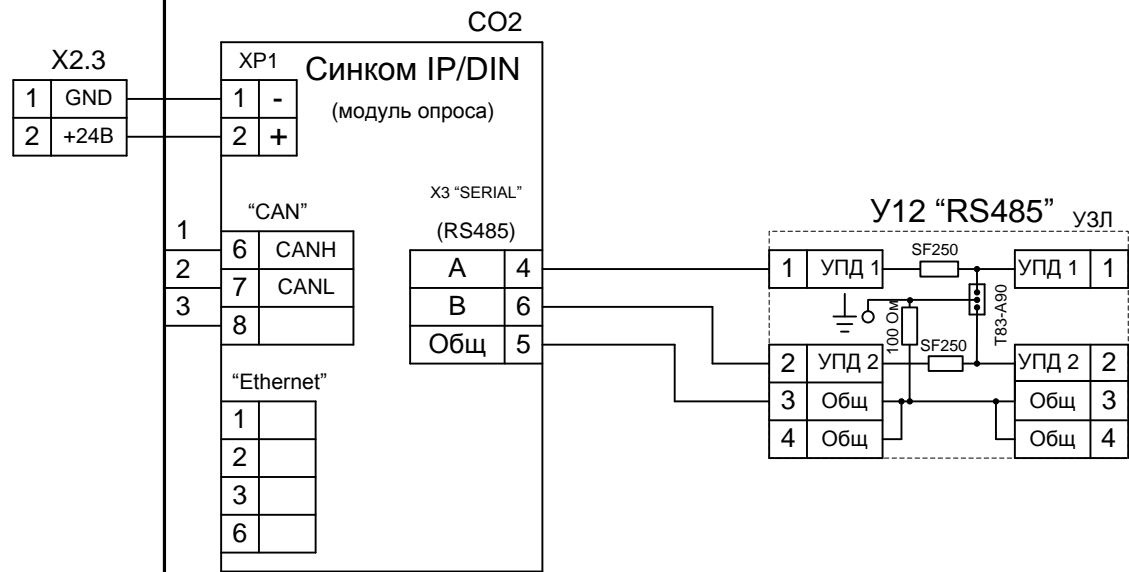 СО2
X2.3
1 GND
2 +24В
XP1
1 -
2 +
Синком IP/DIN
(модуль опроса)
“CAN”
1
2
3
6 CANH
7 CANL
8
X3 “SERIAL”
(RS485)
A 4
B 6
Общ 5
“Ethernet”
1
2
3
6
У12 “RS485” УЗЛ
1 УПД 1
SF250
УПД 1 1
T83-A90
100 Ом
2 УПД 2
SF250
УПД 2 2
3 Общ
Общ 3
4 Общ
Общ 4